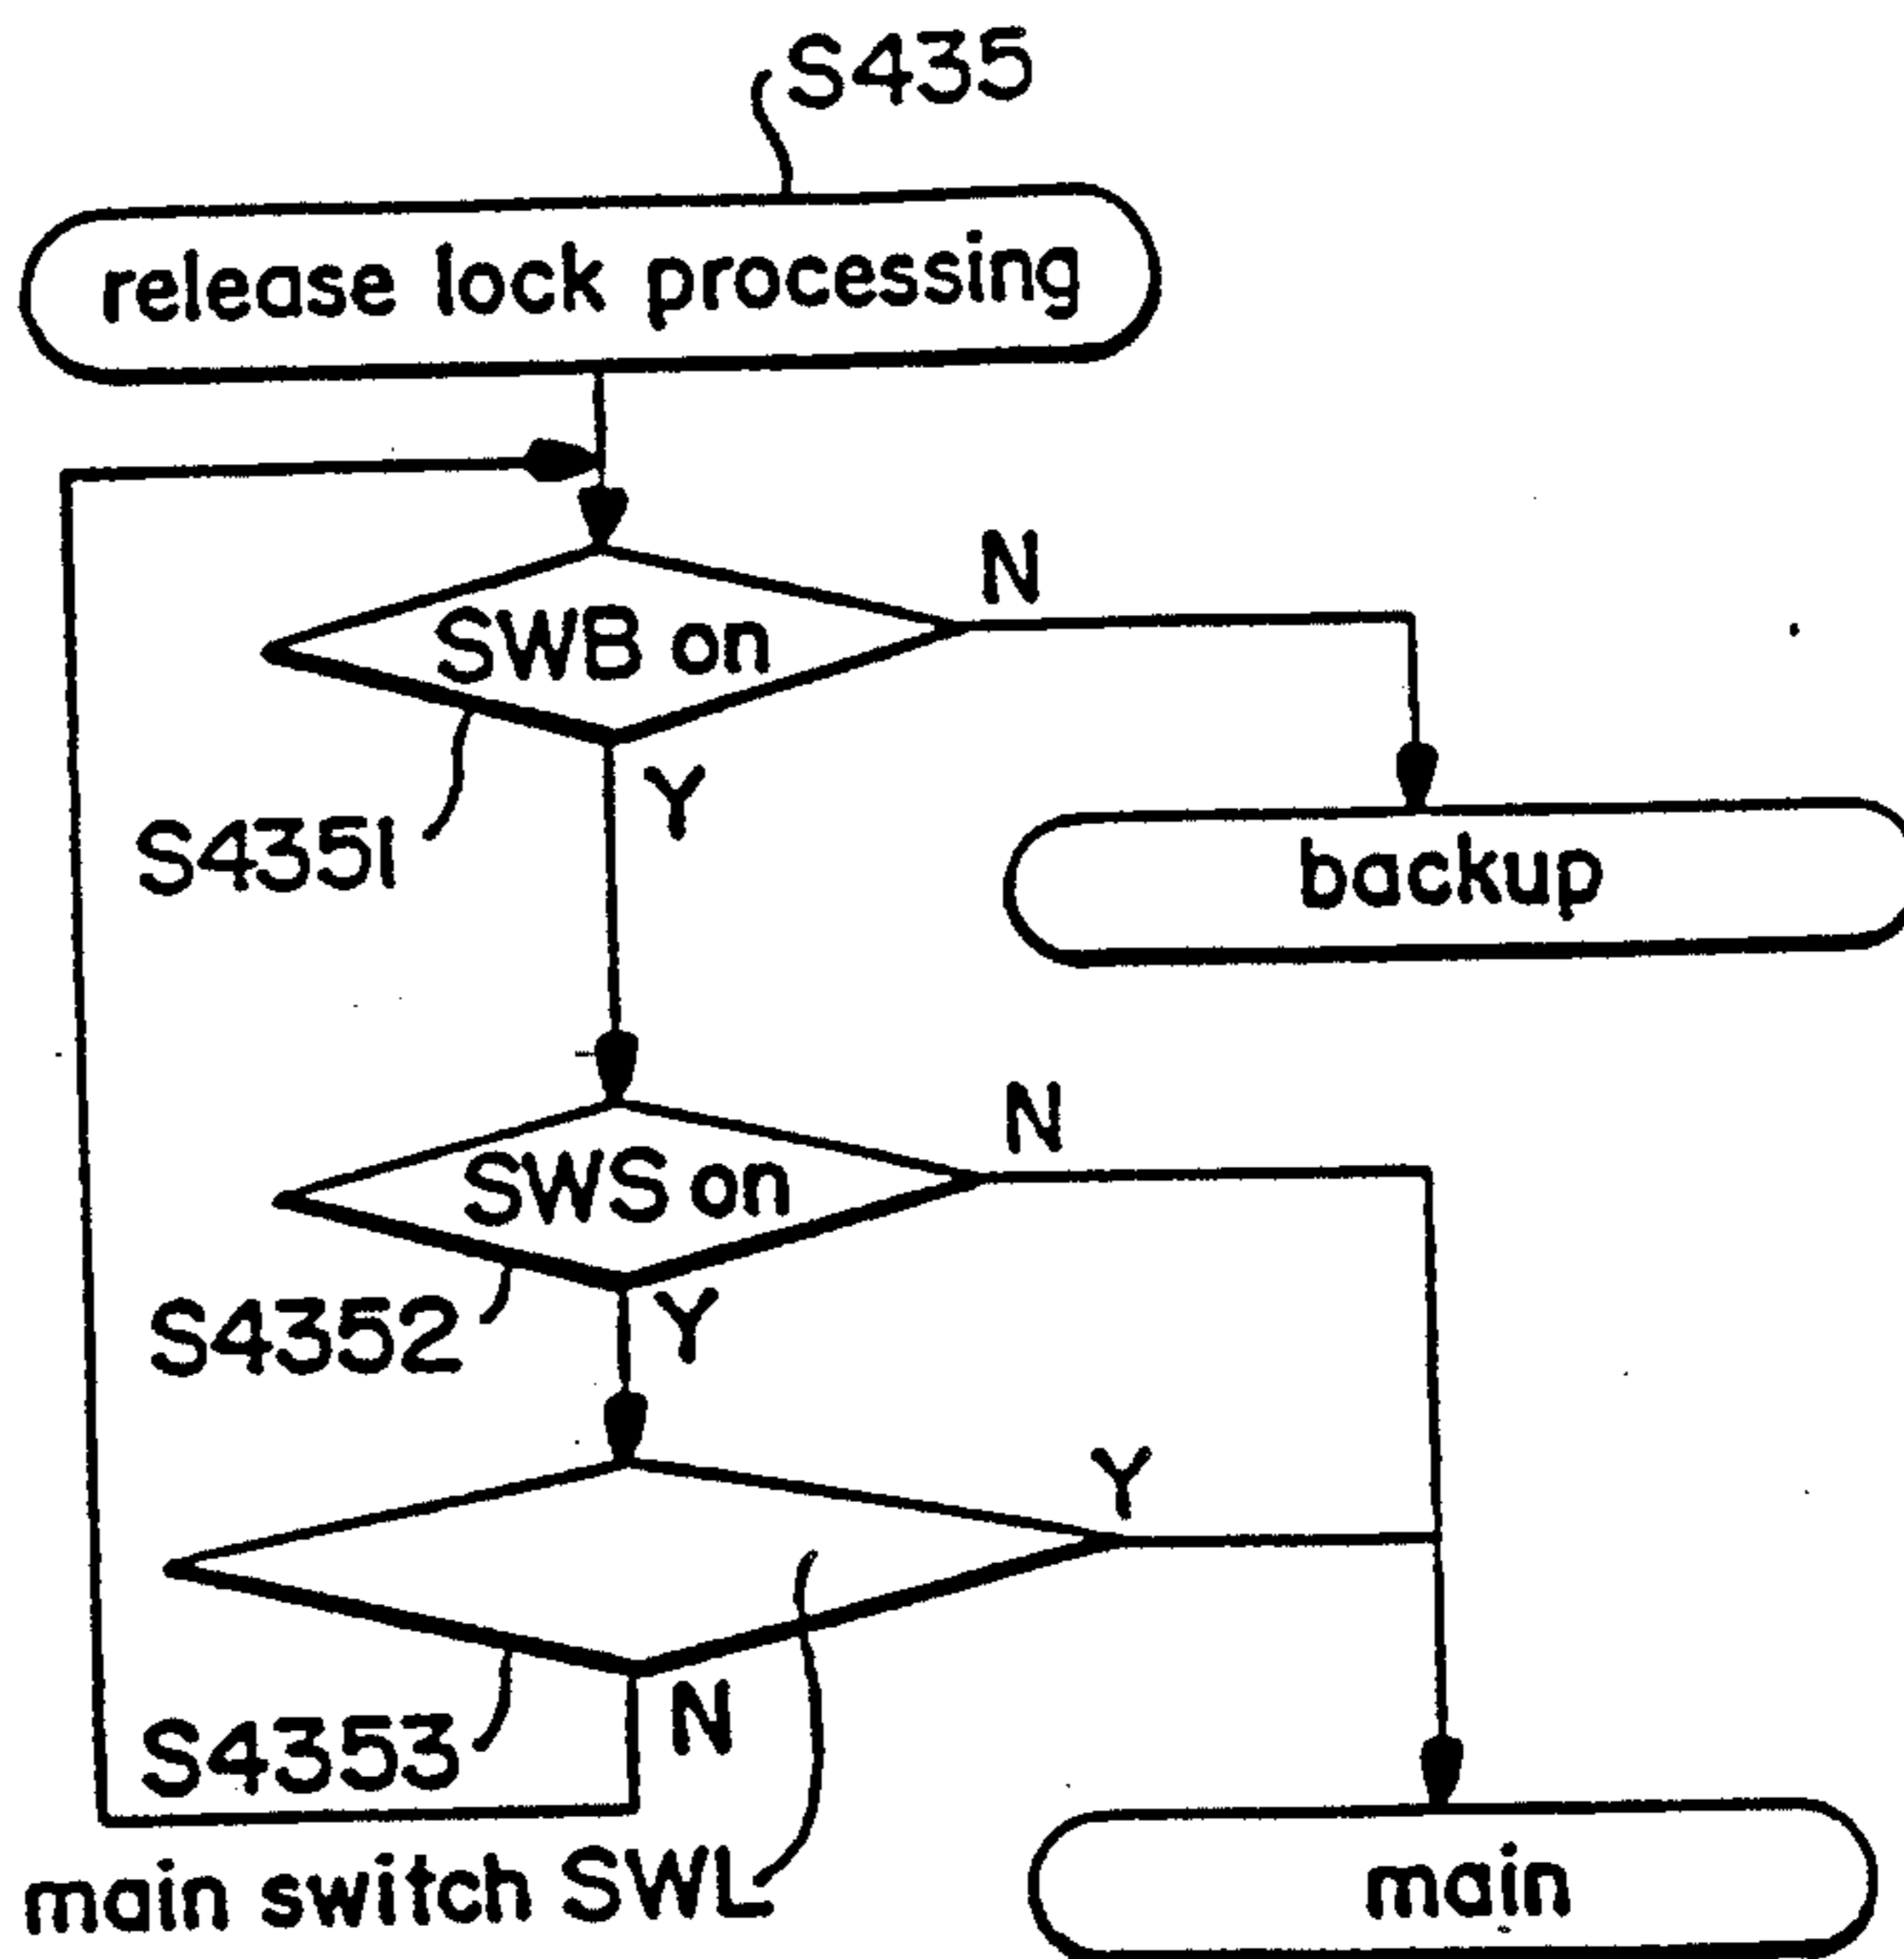 S435
release lock processing
N
SWB on
Y
S4351
backup
N
SWS on
Y
S4352
Y
N
S4353
main switch SWL
main